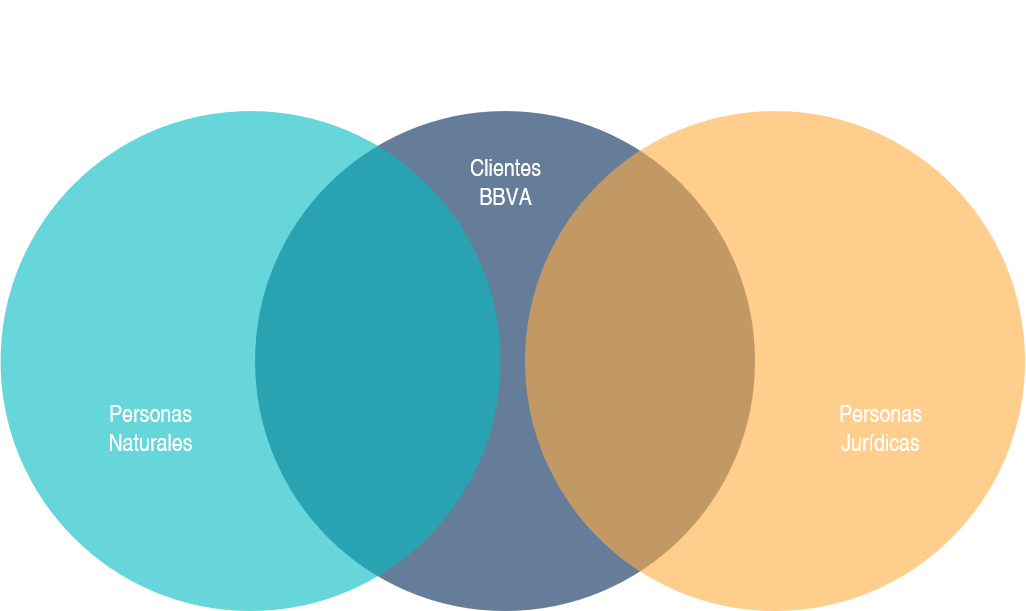 Clientes
BBVA
Personas
Naturales
Personas
Jurídicas